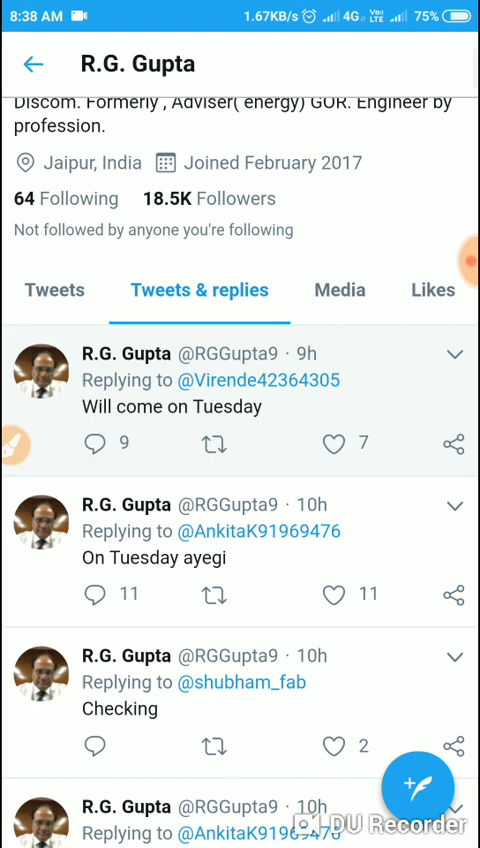 8:38 AM 1.67KB/s 4G VoLTE 75%
R.G. Gupta
Discom. Formerly , Adviser( energy) GOR. Engineer by
profession.
Jaipur, India Joined February 2017
64 Following 18.5K Followers
Not followed by anyone you're following
Tweets Tweets & replies Media Likes
R.G. Gupta @RGGupta9 · 9h
Replying to @Virende42364305
Will come on Tuesday
9 7
R.G. Gupta @RGGupta9 · 10h
Replying to @AnkitaK91969476
On Tuesday ayegi
11 11
R.G. Gupta @RGGupta9 · 10h
Replying to @shubham_fab
Checking
2
R.G. Gupta @RGGupta9 · 10h
Replying to @AnkitaK91969476
DU Recorder